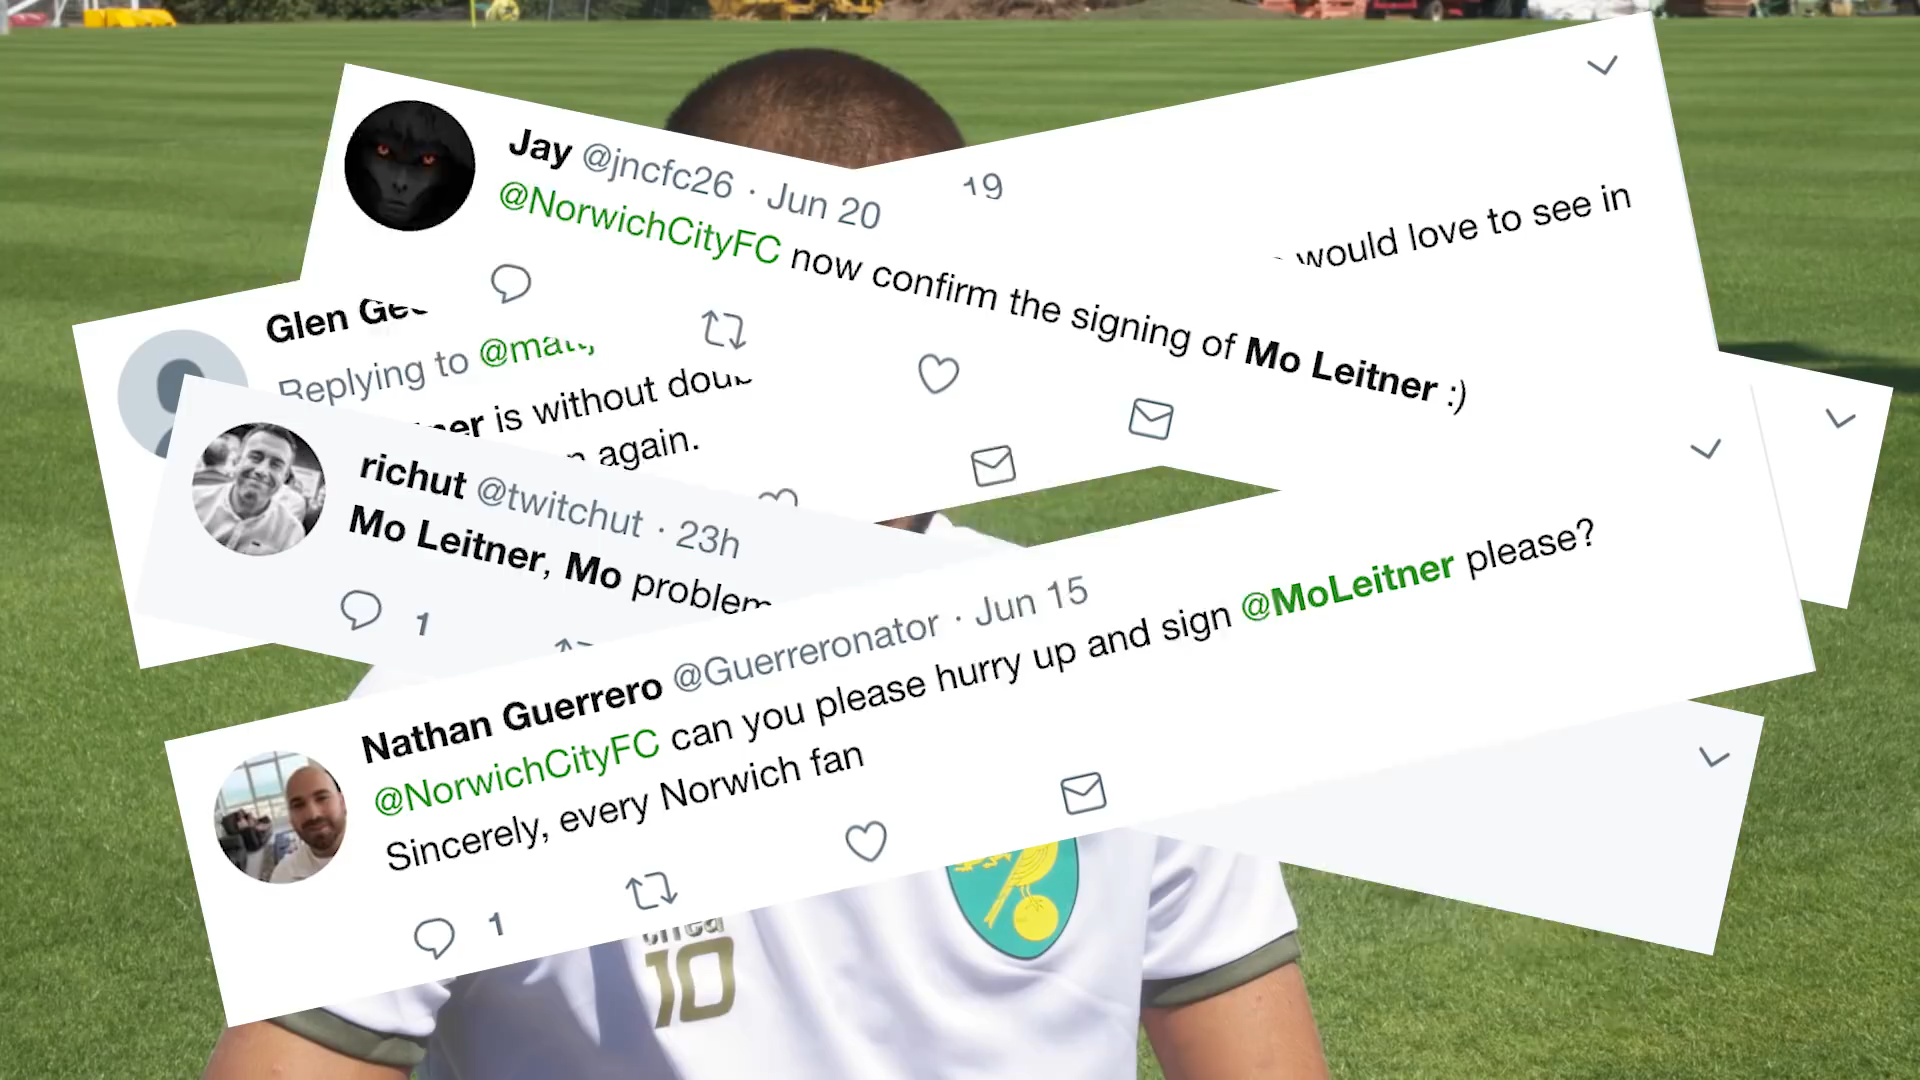 Jay @jncfc26 · Jun 20
@NorwichCityFC now confirm the signing of Mo Leitner :)
19
would love to see in
Glen
Replying to
is without
again.
richut @twitchut · 23h
Mo Leitner, Mo problem
1
Nathan Guerrero @Guerreronator · Jun 15
@NorwichCityFC can you please hurry up and sign @MoLeitner please?
Sincerely, every Norwich fan
1
10